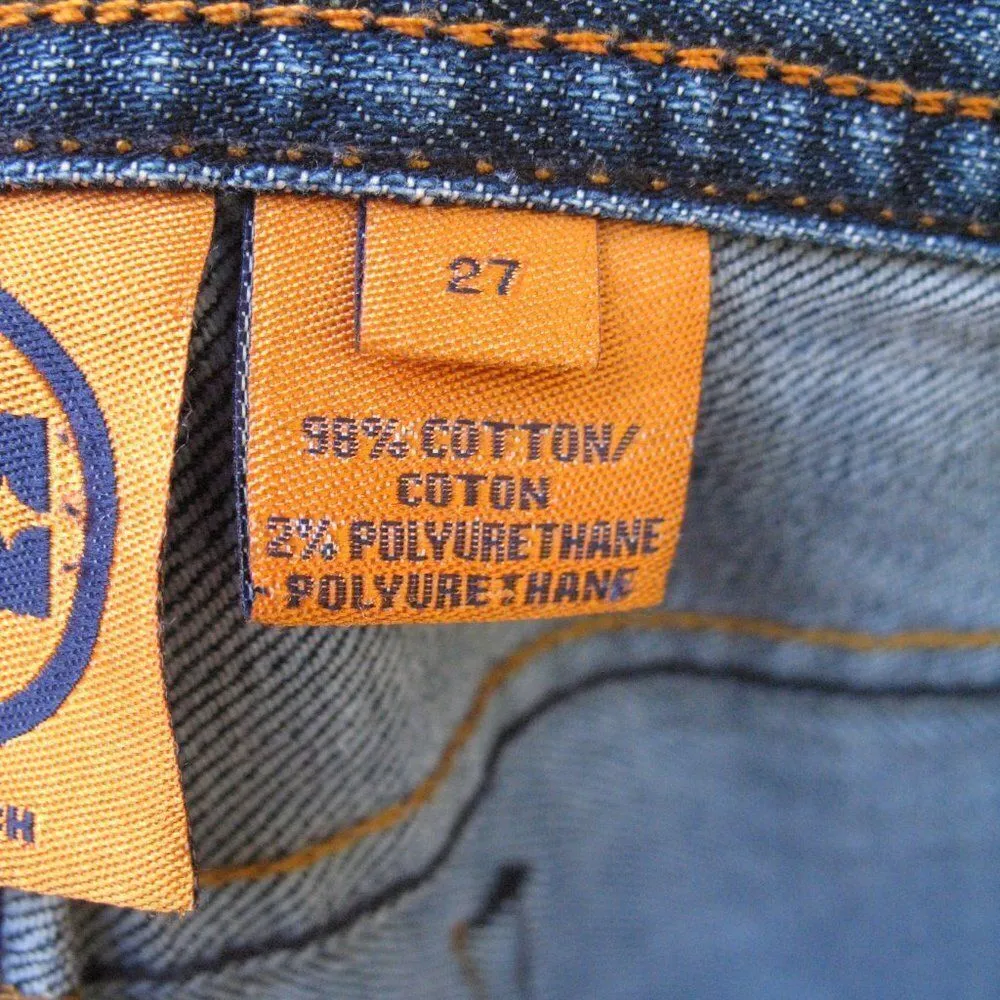 27
98% COTTON/
COTON
2% POLYURETHANE
POLYURETHANE